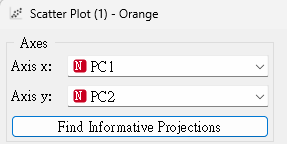 Scatter Plot (1) - Orange
Axes
Axis x: N PC1
Axis y: N PC2
Find Informative Projections